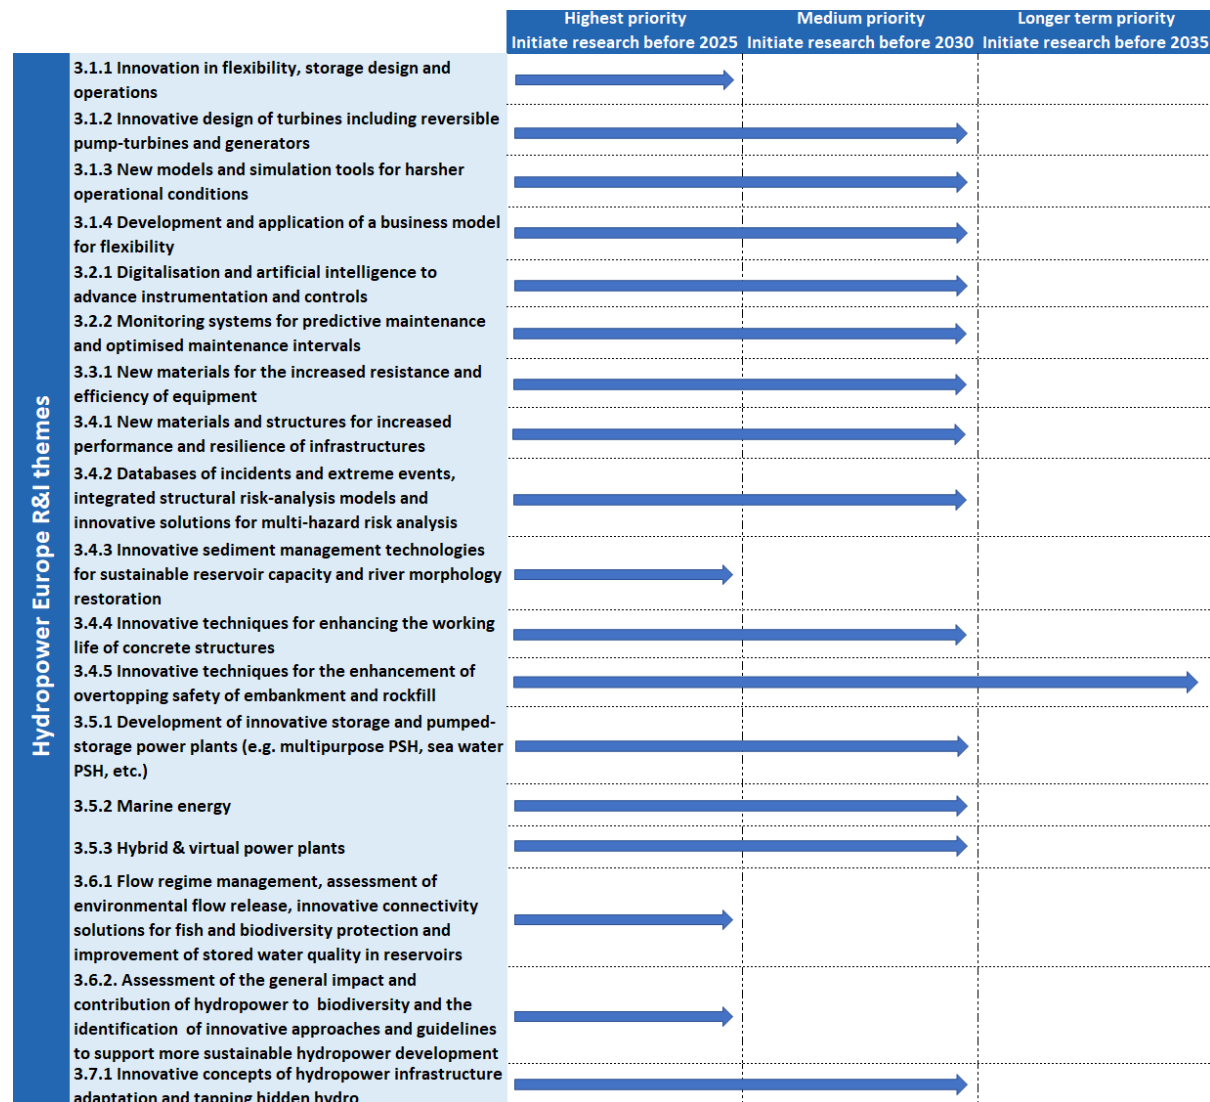 Highest priority
Initiate research before 2025
Medium priority
Initiate research before 2030
Longer term priority
Initiate research before 2035
Hydropower Europe R&I themes
3.1.1 Innovation in flexibility, storage design and
operations
3.1.2 Innovative design of turbines including reversible
pump-turbines and generators
3.1.3 New models and simulation tools for harsher
operational conditions
3.1.4 Development and application of a business model
for flexibility
3.2.1 Digitalisation and artificial intelligence to
advance instrumentation and controls
3.2.2 Monitoring systems for predictive maintenance
and optimised maintenance intervals
3.3.1 New materials for the increased resistance and
efficiency of equipment
3.4.1 New materials and structures for increased
performance and resilience of infrastructures
3.4.2 Databases of incidents and extreme events,
integrated structural risk-analysis models and
innovative solutions for multi-hazard risk analysis
3.4.3 Innovative sediment management technologies
for sustainable reservoir capacity and river morphology
restoration
3.4.4 Innovative techniques for enhancing the working
life of concrete structures
3.4.5 Innovative techniques for the enhancement of
overtopping safety of embankment and rockfill
3.5.1 Development of innovative storage and pumped-
storage power plants (e.g. multipurpose PSH, sea water
PSH, etc.)
3.5.2 Marine energy
3.5.3 Hybrid & virtual power plants
3.6.1 Flow regime management, assessment of
environmental flow release, innovative connectivity
solutions for fish and biodiversity protection and
improvement of stored water quality in reservoirs
3.6.2. Assessment of the general impact and
contribution of hydropower to biodiversity and the
identification of innovative approaches and guidelines
to support more sustainable hydropower development
3.7.1 Innovative concepts of hydropower infrastructure
adaptation and tapping hidden hydro